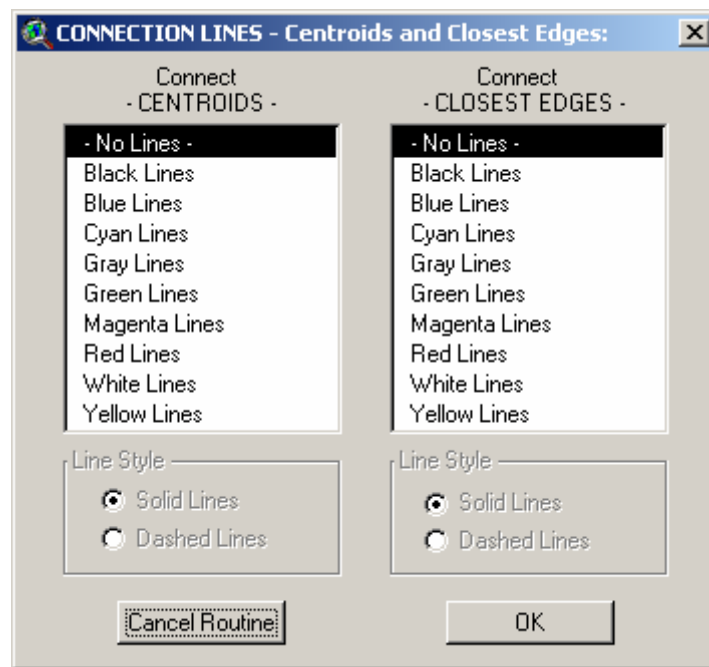 CONNECTION LINES - Centroids and Closest Edges:
Connect
- CENTROIDS -
- No Lines -
Black Lines
Blue Lines
Cyan Lines
Gray Lines
Green Lines
Magenta Lines
Red Lines
White Lines
Yellow Lines
Line Style
Solid Lines
Dashed Lines
Cancel Routine
Connect
- CLOSEST EDGES -
- No Lines -
Black Lines
Blue Lines
Cyan Lines
Gray Lines
Green Lines
Magenta Lines
Red Lines
White Lines
Yellow Lines
Line Style
Solid Lines
Dashed Lines
OK